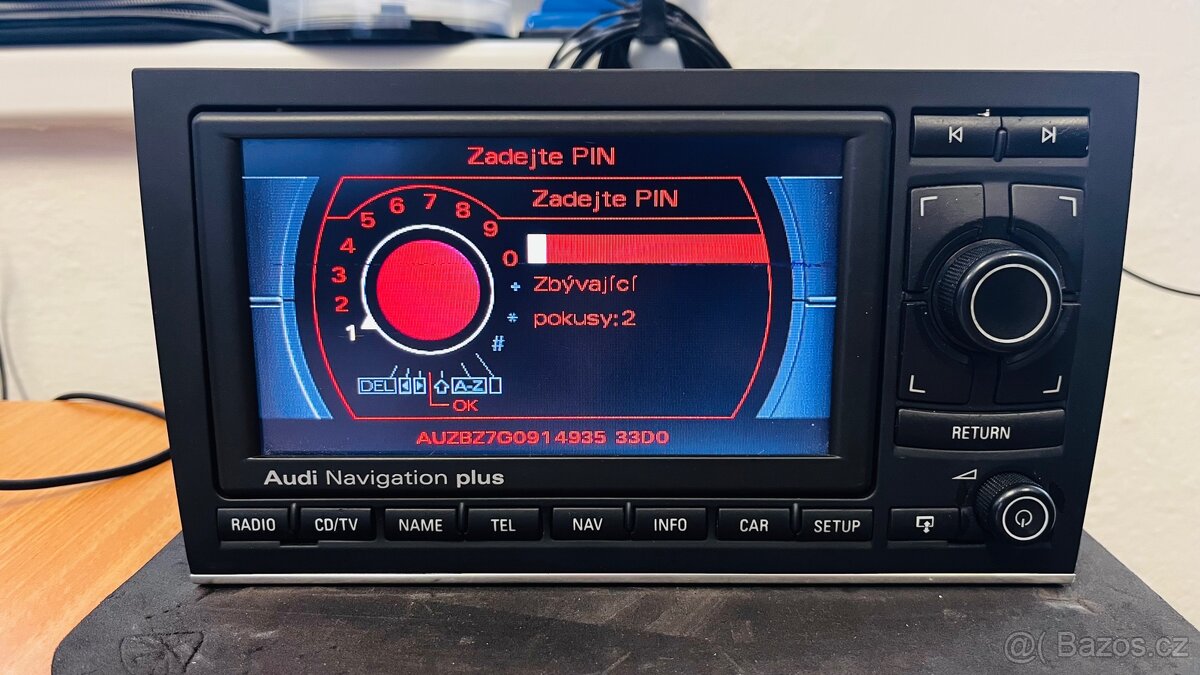 Zadejte PIN
Zadejte PIN
1 2 3 4 5 6 7 8 9 0 + * #
Zbývající
pokusy:2
DEL A-Z
OK
AUZBZ7G0914935 33D0
Audi Navigation plus
RETURN
RADIO CD/TV NAME TEL NAV INFO CAR SETUP
@( Bazos.cz